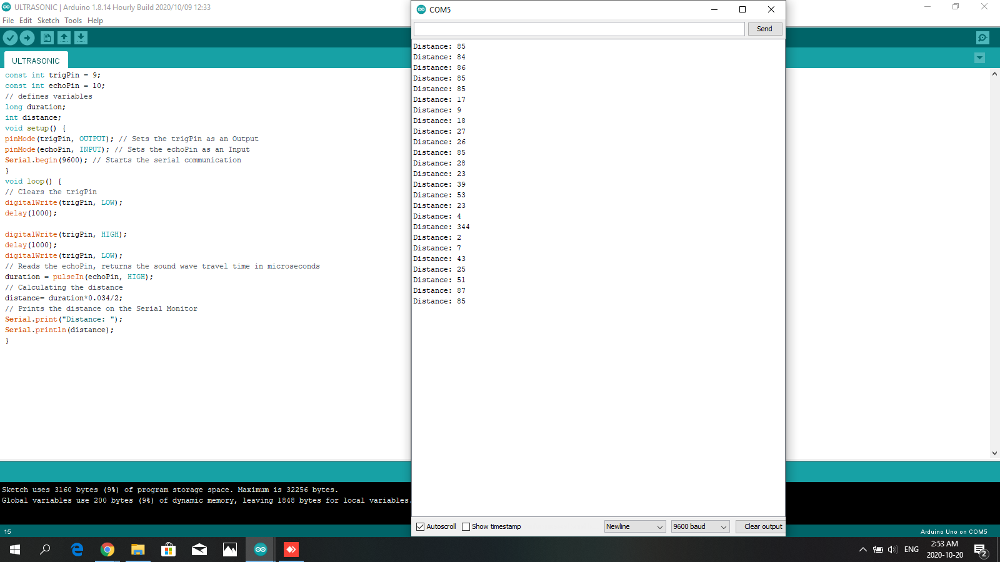 ULTRASONIC | Arduino 1.8.14 Hourly Build 2020/10/09 12:33
File Edit Sketch Tools Help
ULTRASONIC
const int trigPin = 9;
const int echoPin = 10;
// defines variables
long duration;
int distance;
void setup() {
pinMode(trigPin, OUTPUT); // Sets the trigPin as an Output
pinMode(echoPin, INPUT); // Sets the echoPin as an Input
Serial.begin(9600); // Starts the serial communication
}
void loop() {
// Clears the trigPin
digitalWrite(trigPin, LOW);
delay(1000);
digitalWrite(trigPin, HIGH);
delay(1000);
digitalWrite(trigPin, LOW);
// Reads the echoPin, returns the sound wave travel time in microseconds
duration = pulseIn(echoPin, HIGH);
// Calculating the distance
distance= duration*0.034/2;
// Prints the distance on the Serial Monitor
Serial.print("Distance: ");
Serial.println(distance);
}
Sketch uses 3160 bytes (9%) of program storage space. Maximum is 32256 bytes.
Global variables use 200 bytes (9%) of dynamic memory, leaving 1848 bytes for local variables.
15
Arduino Uno on COM5
COM5
Send
Distance: 85
Distance: 84
Distance: 86
Distance: 85
Distance: 85
Distance: 17
Distance: 9
Distance: 18
Distance: 27
Distance: 26
Distance: 85
Distance: 28
Distance: 23
Distance: 39
Distance: 53
Distance: 23
Distance: 4
Distance: 344
Distance: 2
Distance: 7
Distance: 43
Distance: 25
Distance: 51
Distance: 87
Distance: 85
Autoscroll Show timestamp Newline 9600 baud Clear output
ENG
2:53 AM
2020-10-20
2